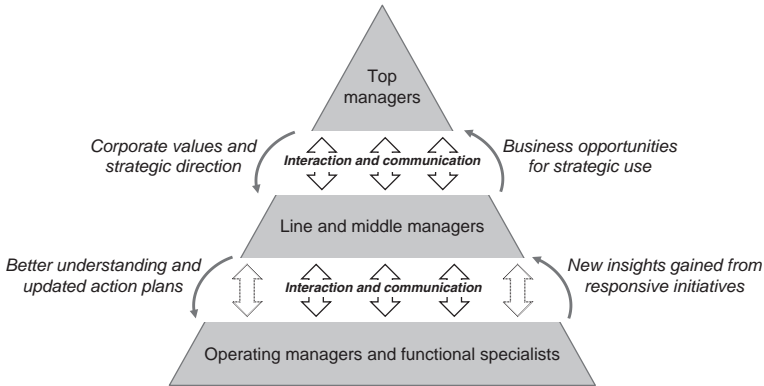 Top
managers
Corporate values and
strategic direction
Interaction and communication
Business opportunities
for strategic use
Line and middle managers
Better understanding and
updated action plans
Interaction and communication
New insights gained from
responsive initiatives
Operating managers and functional specialists